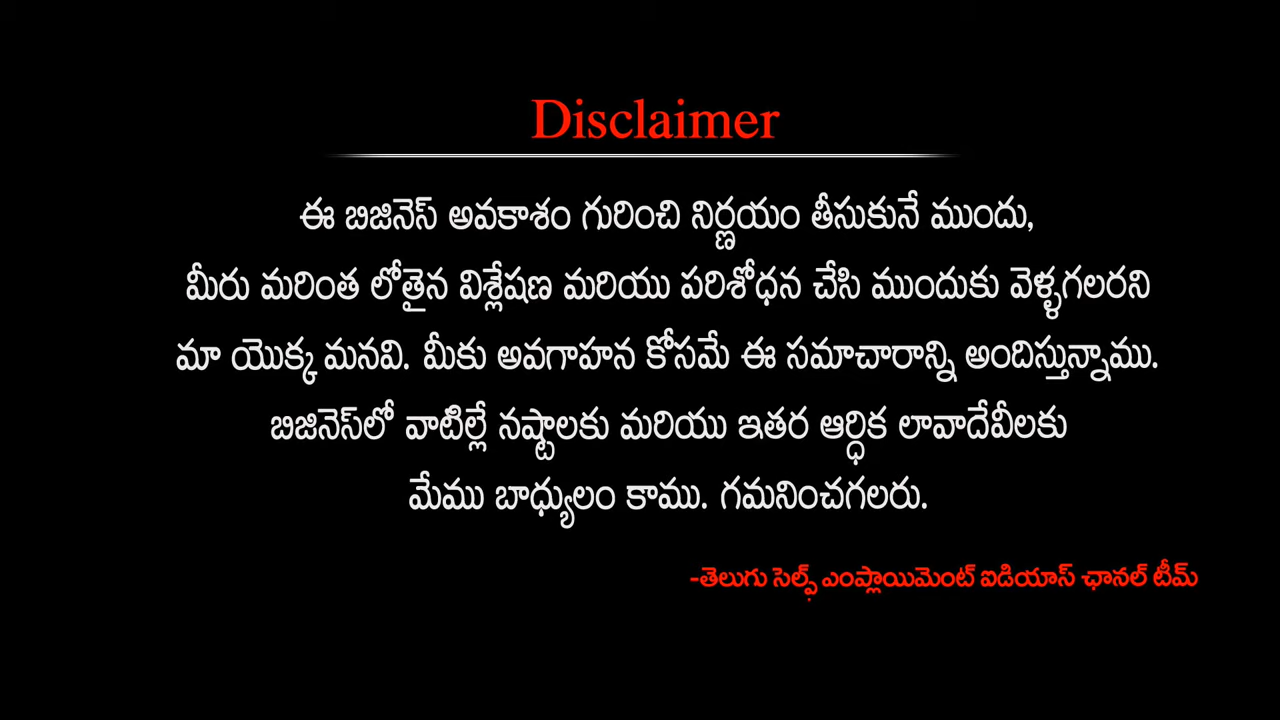 Disclaimer
ఈ బిజినెస్ అవకాశం గురించి నిర్ణయం తీసుకునే ముందు,
మీరు మరింత లోతైన విశ్లేషణ మరియు పరిశోధన చేసి ముందుకు వెళ్ళగలరని
మా యొక్క మనవి. మీకు అవగాహన కోసమే ఈ సమాచారాన్ని అందిస్తున్నాము.
బిజినెస్‌లో వాటిల్లే నష్టాలకు మరియు ఇతర ఆర్ధిక లావాదేవీలకు
మేము బాధ్యులం కాము. గమనించగలరు.
-తెలుగు సెల్ఫ్ ఎంప్లాయిమెంట్ ఐడియాస్ ఛానల్ టీమ్